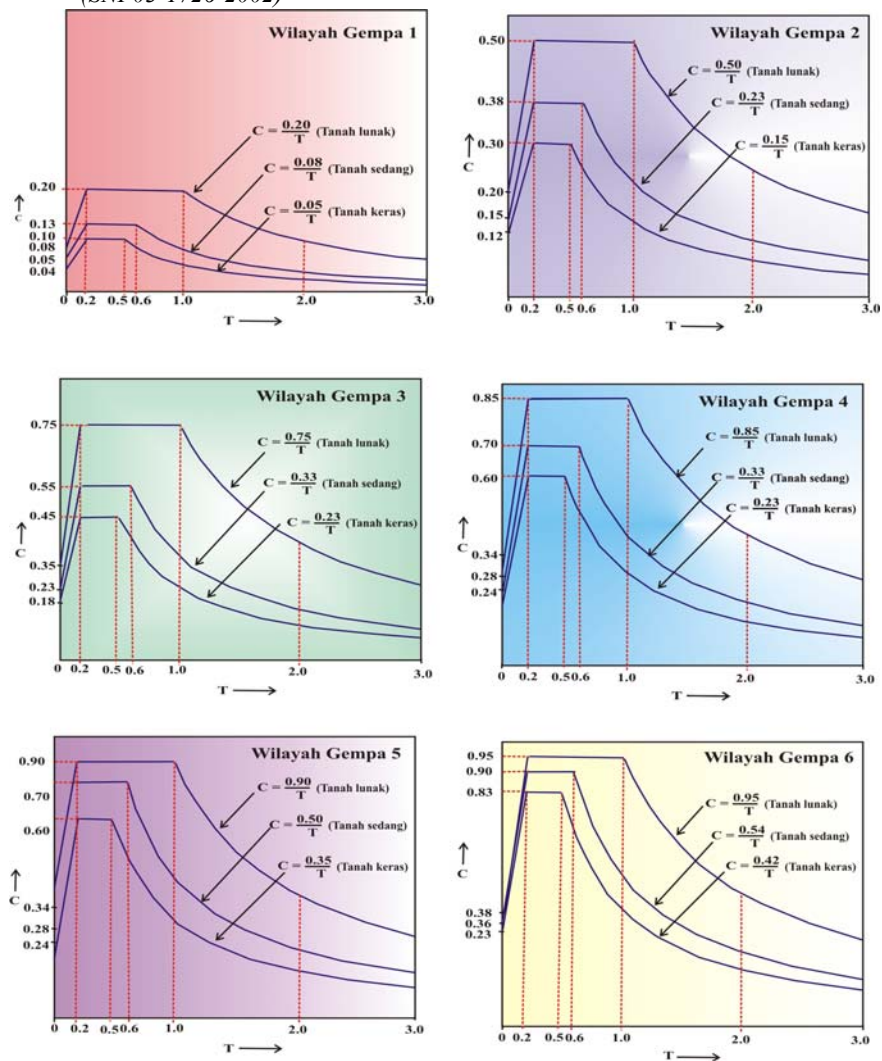 (SNI 03-1726-2002)
Wilayah Gempa 1
C = 0.20/T (Tanah lunak)
C = 0.08/T (Tanah sedang)
C = 0.05/T (Tanah keras)
C
0.20
0.13
0.10
0.08
0.05
0.04
0 0.2 0.5 0.6 1.0 2.0 3.0
T
Wilayah Gempa 2
C = 0.50/T (Tanah lunak)
C = 0.23/T (Tanah sedang)
C = 0.15/T (Tanah keras)
C
0.50
0.38
0.30
0.20
0.15
0.12
0 0.2 0.5 0.6 1.0 2.0 3.0
T
Wilayah Gempa 3
C = 0.75/T (Tanah lunak)
C = 0.33/T (Tanah sedang)
C = 0.23/T (Tanah keras)
C
0.75
0.55
0.45
0.35
0.23
0.18
0 0.2 0.5 0.6 1.0 2.0 3.0
T
Wilayah Gempa 4
C = 0.85/T (Tanah lunak)
C = 0.33/T (Tanah sedang)
C = 0.23/T (Tanah keras)
C
0.85
0.70
0.60
0.34
0.28
0.24
0 0.2 0.5 0.6 1.0 2.0 3.0
T
Wilayah Gempa 5
C = 0.90/T (Tanah lunak)
C = 0.50/T (Tanah sedang)
C = 0.35/T (Tanah keras)
C
0.90
0.70
0.60
0.34
0.28
0.24
0 0.2 0.5 0.6 1.0 2.0 3.0
T
Wilayah Gempa 6
C = 0.95/T (Tanah lunak)
C = 0.54/T (Tanah sedang)
C = 0.42/T (Tanah keras)
C
0.95
0.90
0.83
0.38
0.36
0.23
0 0.2 0.5 0.6 1.0 2.0 3.0
T